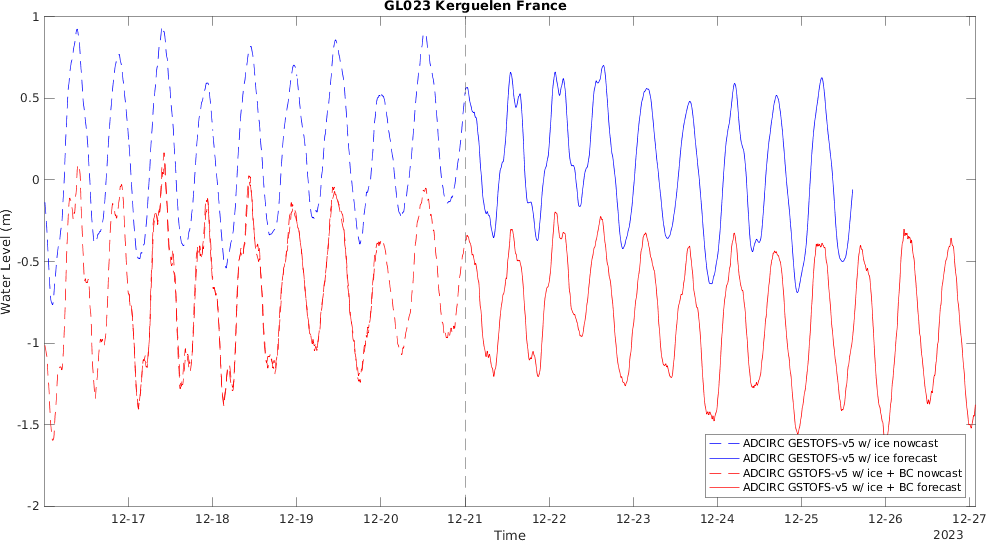 GL023 Kerguelen France
Water Level (m)
1
0.5
0
-0.5
-1
-1.5
-2
12-17
12-18
12-19
12-20
12-21
12-22
12-23
12-24
12-25
12-26
12-27
Time
2023
ADCIRC GESTOFS-v5 w/ ice nowcast
ADCIRC GESTOFS-v5 w/ ice forecast
ADCIRC GSTOFS-v5 w/ ice + BC nowcast
ADCIRC GSTOFS-v5 w/ ice + BC forecast